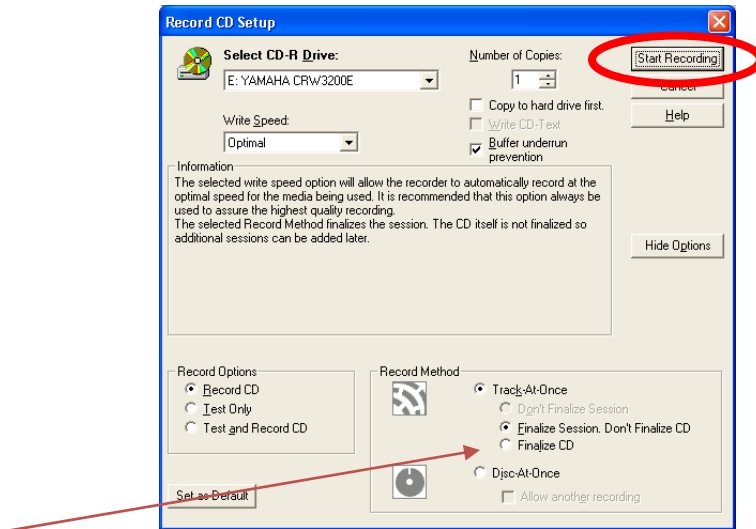 Record CD Setup
Select CD-R Drive:
E: YAMAHA CRW3200E
Number of Copies:
1
Start Recording
Cancel
Help
Copy to hard drive first.
Write CD-Text
Buffer underrun
prevention
Write Speed:
Optimal
Information
The selected write speed option will allow the recorder to automatically record at the
optimal speed for the media being used. It is recommended that this option always be
used to assure the highest quality recording.
The selected Record Method finalizes the session. The CD itself is not finalized so
additional sessions can be added later.
Hide Options
Record Options
Record CD
Test Only
Test and Record CD
Record Method
Track-At-Once
Don't Finalize Session
Finalize Session. Don't Finalize CD
Finalize CD
Disc-At-Once
Allow another recording
Set as Default